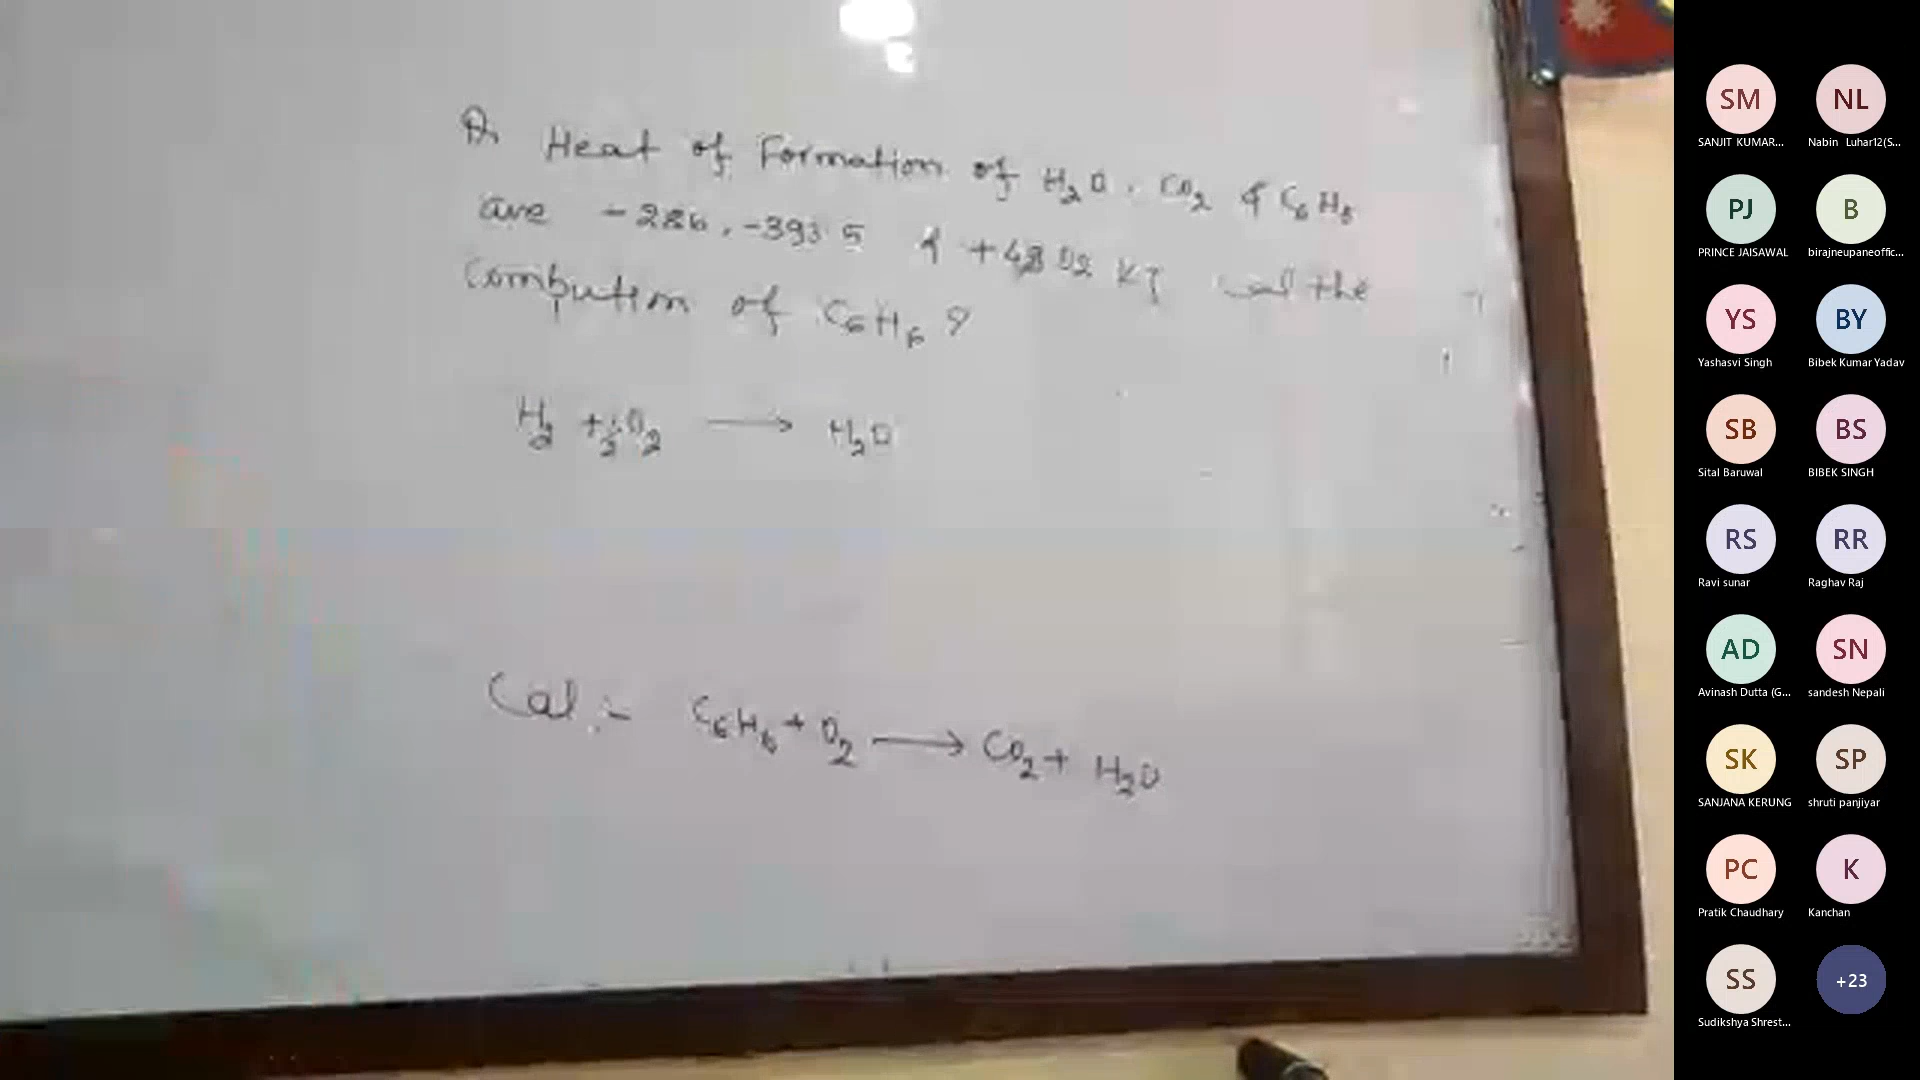 Heat of Formation of H₂O, CO₂ & C₆H₆
are -286, -393.5 & +48.02 KJ cal the
Combution of C₆H₆ ?
H₂ + ½O₂ → H₂O
Cal :- C₆H₆ + O₂ → CO₂ + H₂O
SM
SANJIT KUMAR...
NL
Nabin Luhar12(S...
PJ
PRINCE JAISAWAL
B
birajneupaneoffic...
YS
Yashasvi Singh
BY
Bibek Kumar Yadav
SB
Sital Baruwal
BS
BIBEK SINGH
RS
Ravi sunar
RR
Raghav Raj
AD
Avinash Dutta (G...
SN
sandesh Nepali
SK
SANJANA KERUNG
SP
shruti panjiyar
PC
Pratik Chaudhary
K
Kanchan
SS
Sudikshya Shrest...
+23